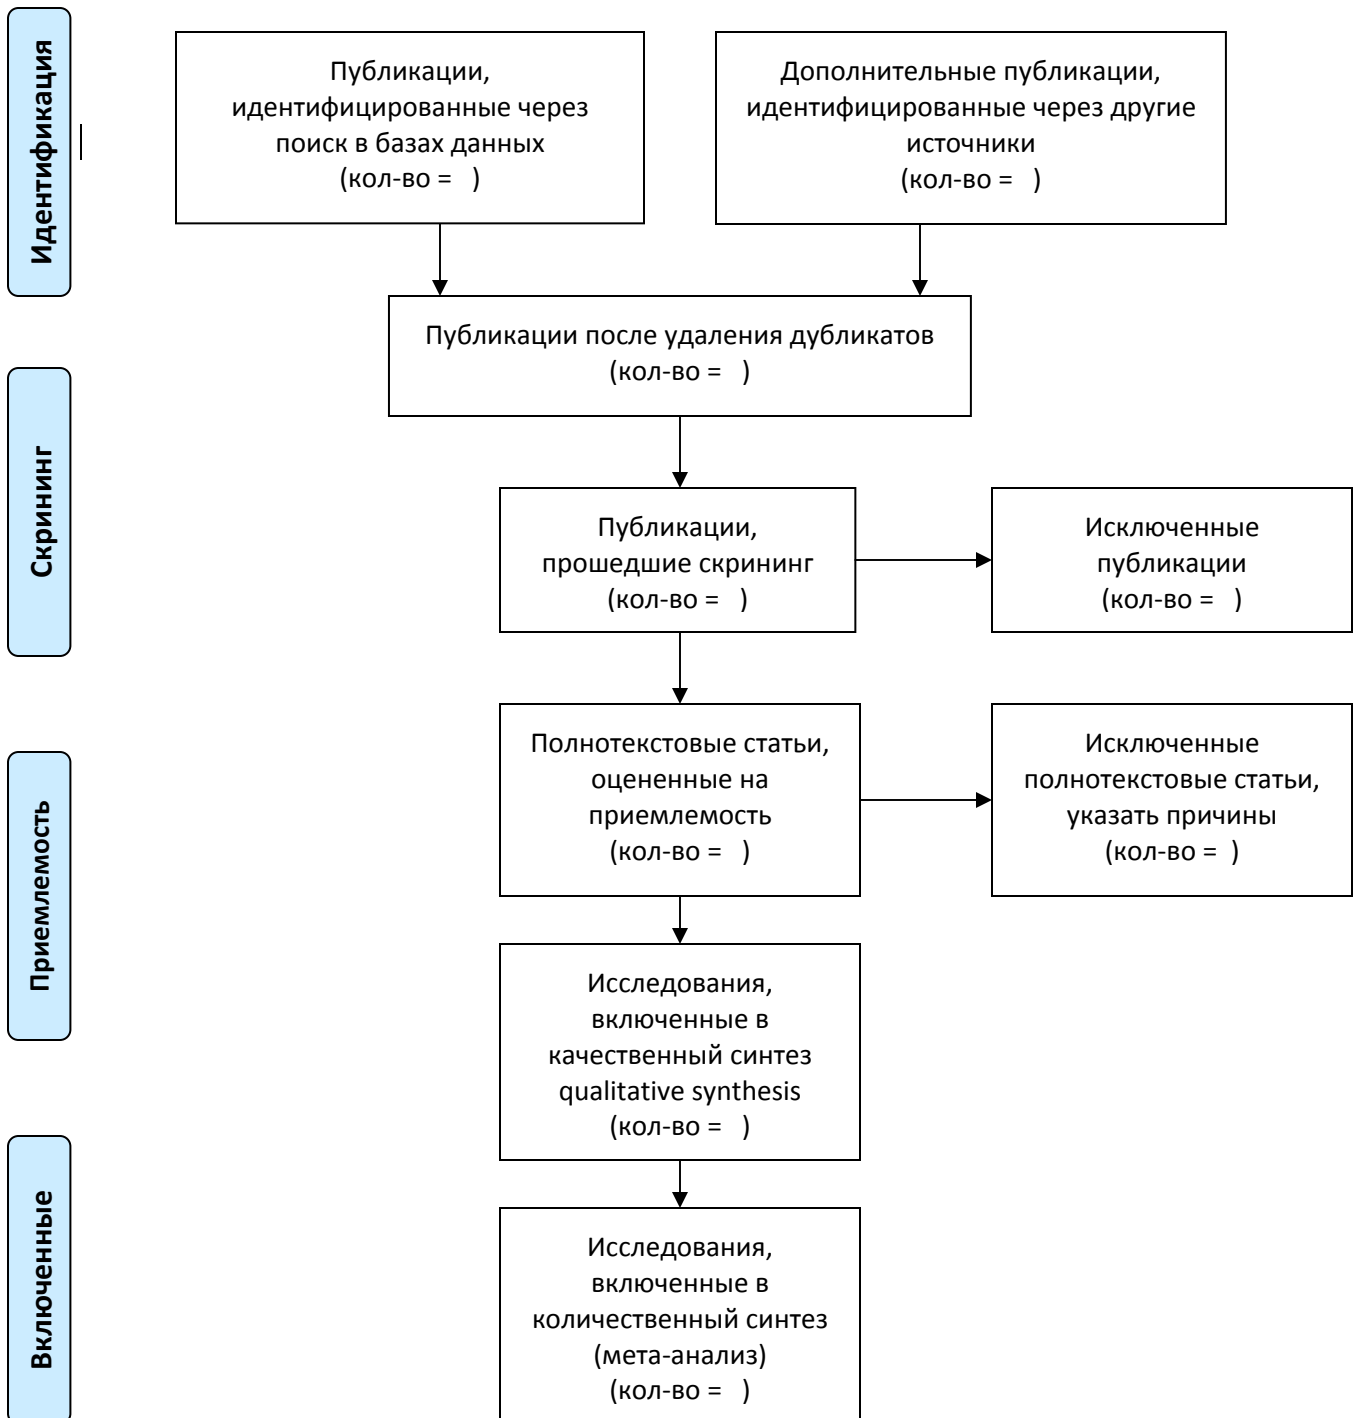 Идентификация
Публикации,
идентифицированные через
поиск в базах данных
(кол-во =   )
Дополнительные публикации,
идентифицированные через другие
источники
(кол-во =   )
Публикации после удаления дубликатов
(кол-во =   )
Скрининг
Публикации,
прошедшие скрининг
(кол-во =   )
Исключенные
публикации
(кол-во =   )
Приемлемость
Полнотекстовые статьи,
оцененные на
приемлемость
(кол-во =   )
Исключенные
полнотекстовые статьи,
указать причины
(кол-во =  )
Исследования,
включенные в
качественный синтез
qualitative synthesis
(кол-во =   )
Включенные
Исследования,
включенные в
количественный синтез
(мета-анализ)
(кол-во =   )